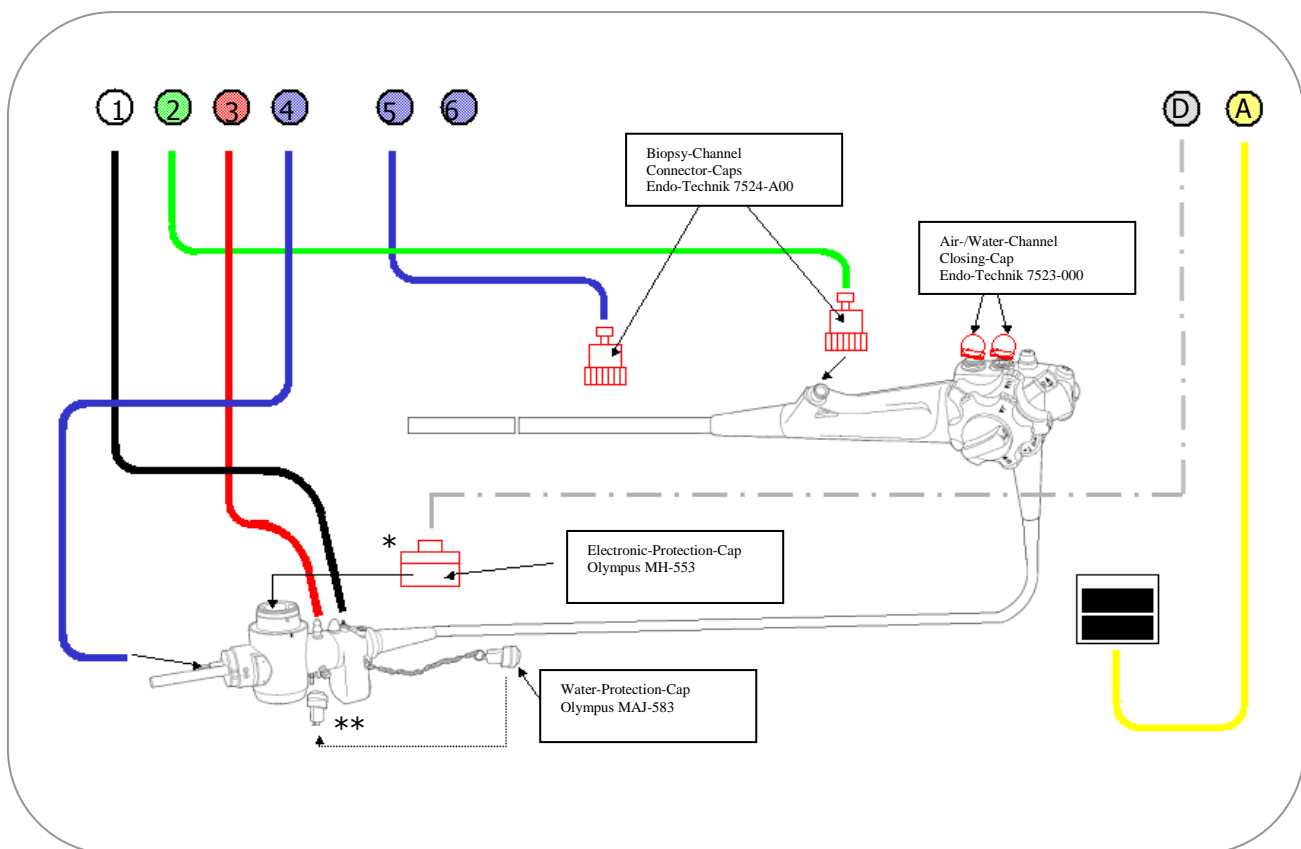 1 2 3 4 5 6 D A
Biopsy-Channel
Connector-Caps
Endo-Technik 7524-A00
Air-/Water-Channel
Closing-Cap
Endo-Technik 7523-000
*
Electronic-Protection-Cap
Olympus MH-553
Water-Protection-Cap
Olympus MAJ-583
**